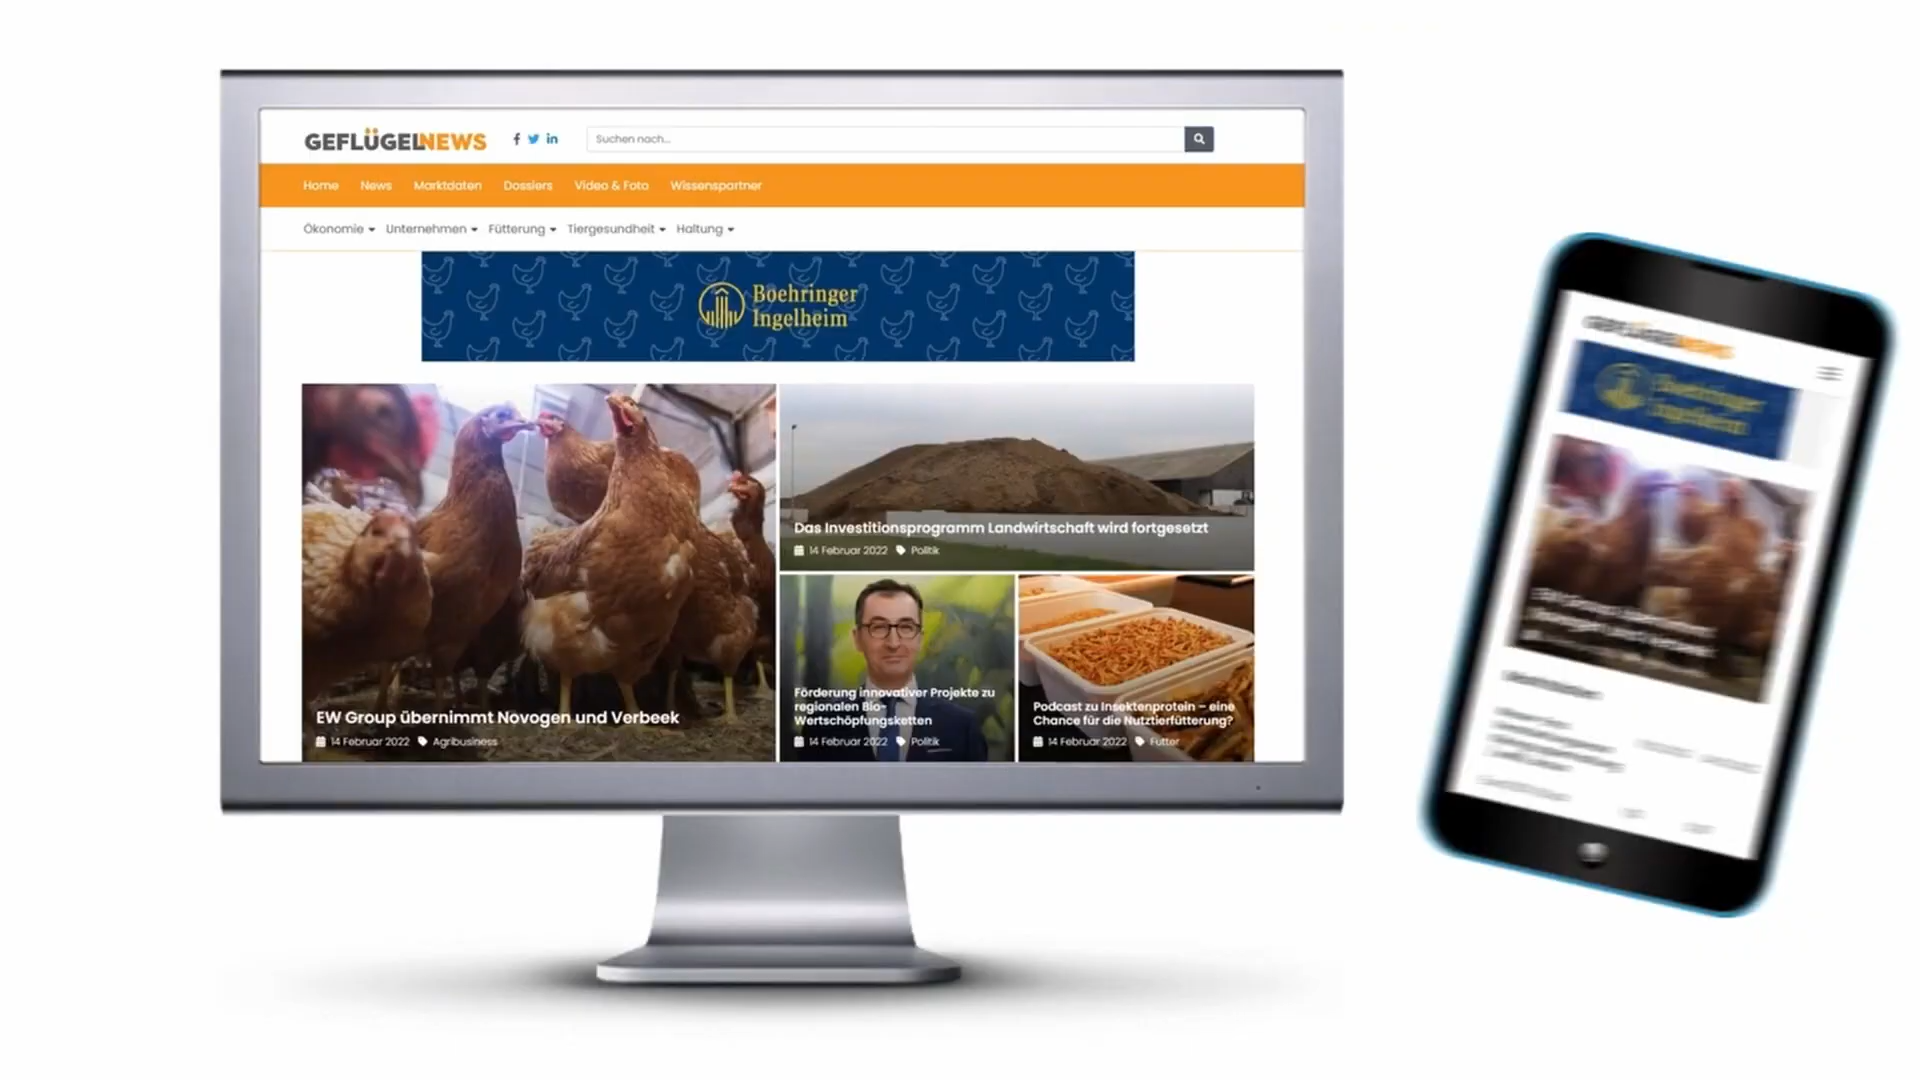 GEFLÜGELNEWS
Suchen nach...
Home News Marktdaten Dossiers Video & Foto Wissenspartner
Ökonomie Unternehmen Fütterung Tiergesundheit Haltung
Boehringer
Ingelheim
EW Group übernimmt Novogen und Verbeek
14 Februar 2022 Agribusiness
Das Investitionsprogramm Landwirtschaft wird fortgesetzt
14 Februar 2022 Politik
Förderung innovativer Projekte zu
regionalen Bio-
Wertschöpfungsketten
14 Februar 2022 Politik
Podcast zu Insektenprotein – eine
Chance für die Nutztierfütterung?
14 Februar 2022 Futter
GEFLÜGELNEWS
Boehringer
Ingelheim